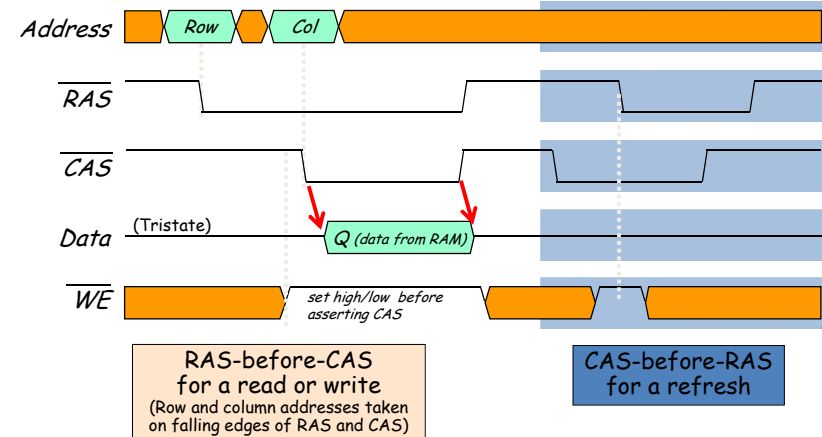 Address
Row
Col
RAS
CAS
Data
(Tristate)
Q (data from RAM)
WE
set high/low before
asserting CAS
RAS-before-CAS
for a read or write
(Row and column addresses taken
on falling edges of RAS and CAS)
CAS-before-RAS
for a refresh